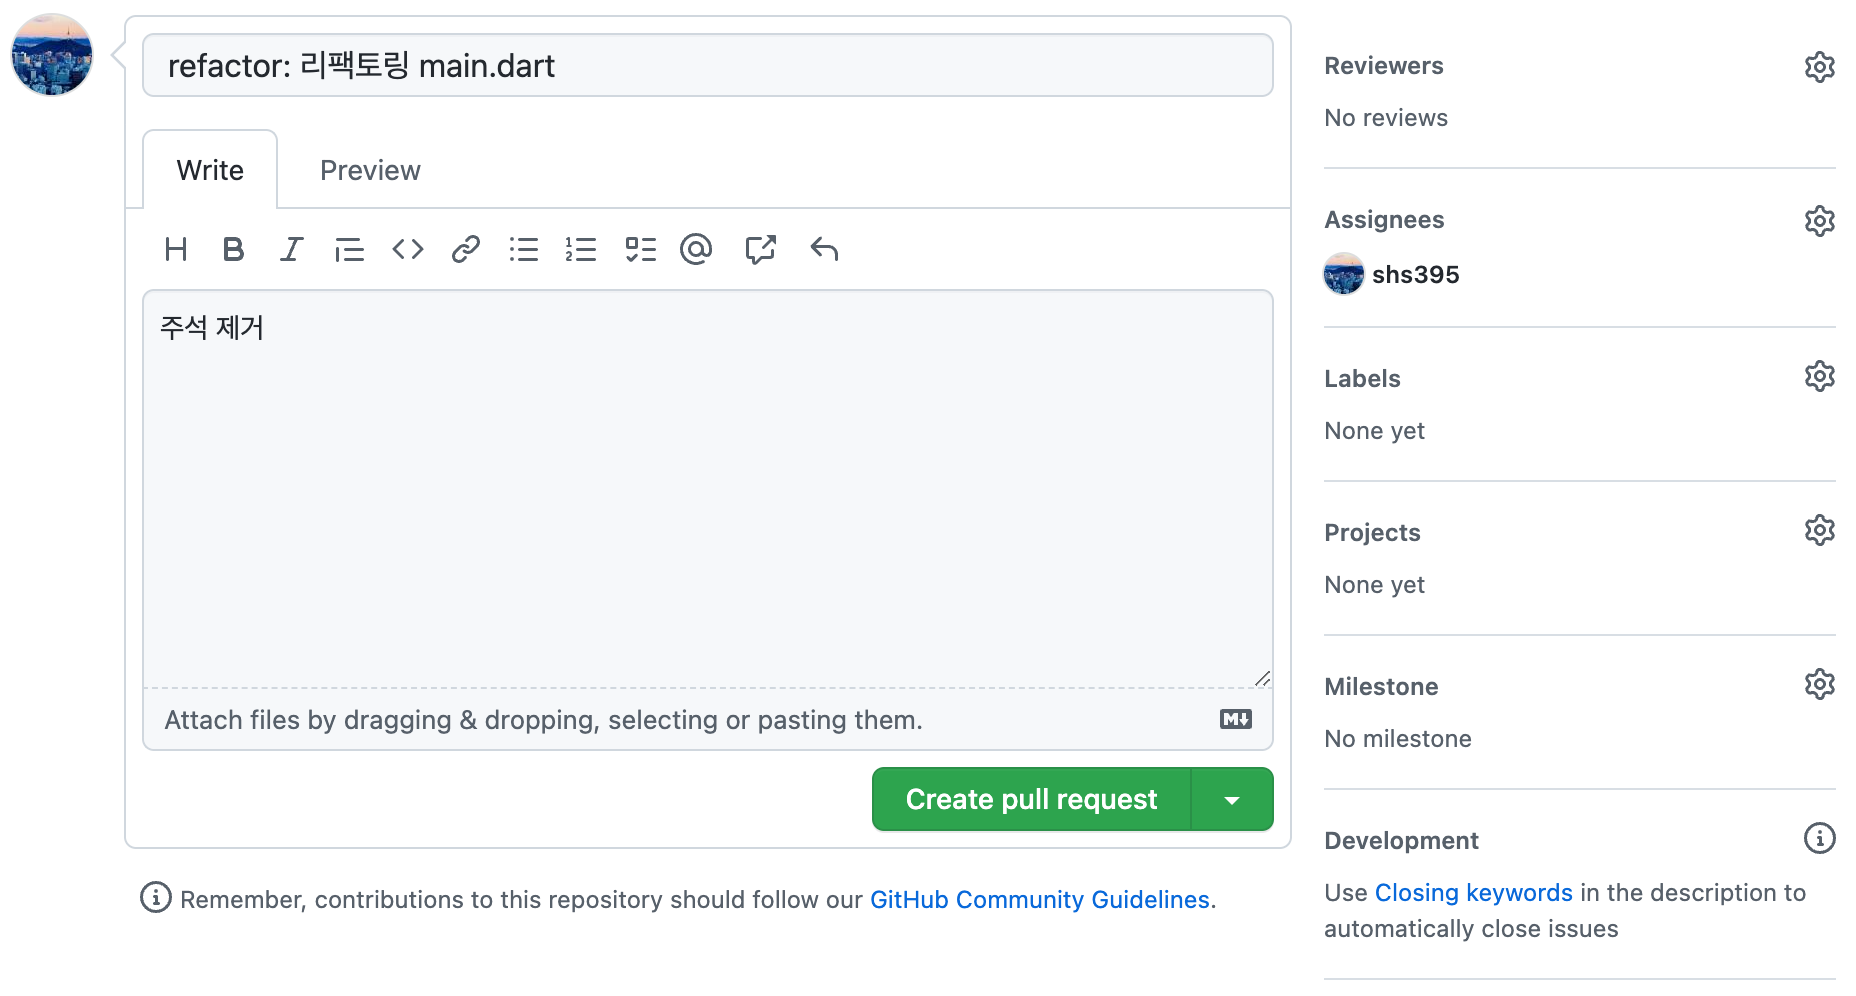 refactor: 리팩토링 main.dart
Write
Preview
주석 제거
Attach files by dragging & dropping, selecting or pasting them.
Create pull request
Remember, contributions to this repository should follow our GitHub Community Guidelines.
Reviewers
No reviews
Assignees
shs395
Labels
None yet
Projects
None yet
Milestone
No milestone
Development
Use Closing keywords in the description to
automatically close issues